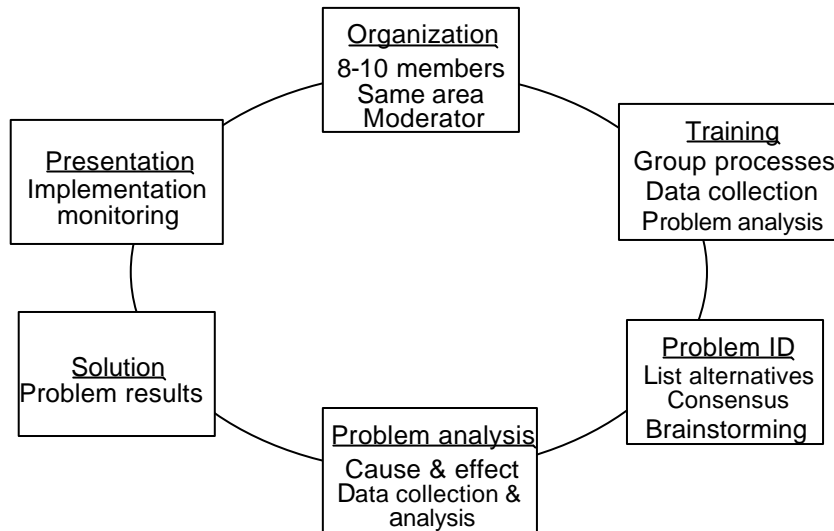 Organization
8-10 members
Same area
Moderator
Training
Group processes
Data collection
Problem analysis
Problem ID
List alternatives
Consensus
Brainstorming
Problem analysis
Cause & effect
Data collection &
analysis
Solution
Problem results
Presentation
Implementation
monitoring